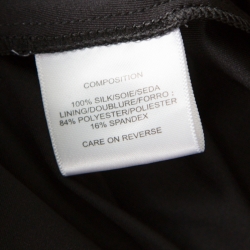 COMPOSITION
100% SILK/SOIE/SEDA
LINING/DOUBLURE/FORRO:
84% POLYESTER/POLIESTER
16% SPANDEX
CARE ON REVERSE